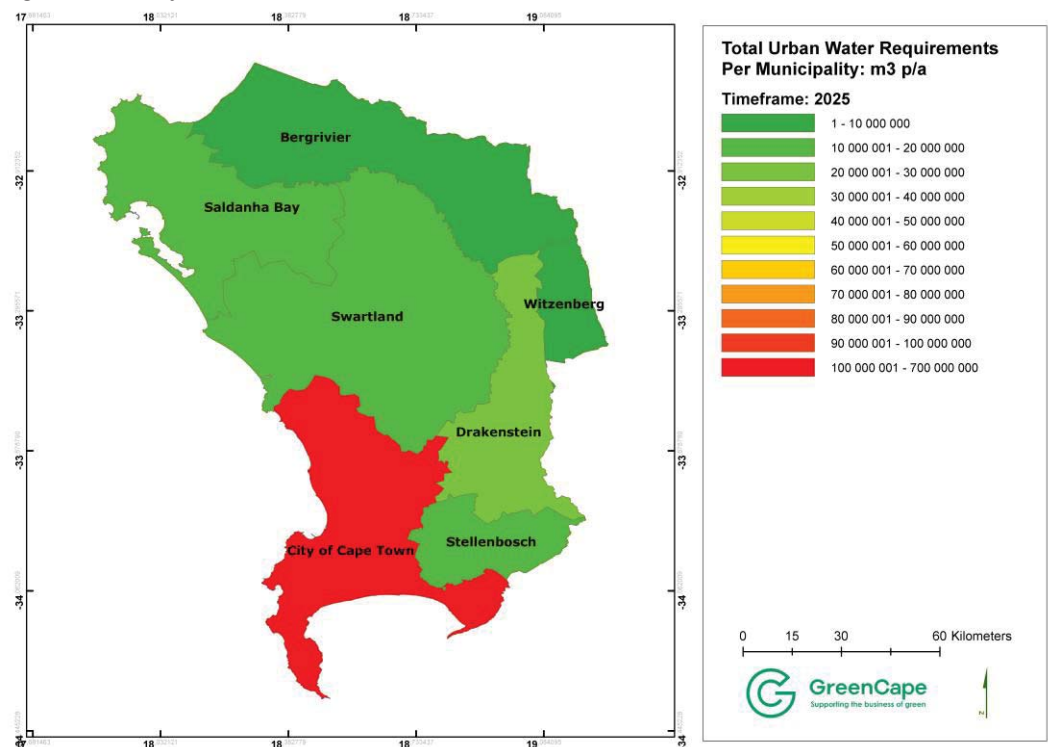 17 18 18 18 19
Bergrivier
Saldanha Bay
Swartland
Witzenberg
Drakenstein
Stellenbosch
City of Cape Town
-32
-33
-33
-34
-34
17 18 18 18 19
Total Urban Water Requirements
Per Municipality: m3 p/a
Timeframe: 2025
1 - 10 000 000
10 000 001 - 20 000 000
20 000 001 - 30 000 000
30 000 001 - 40 000 000
40 000 001 - 50 000 000
50 000 001 - 60 000 000
60 000 001 - 70 000 000
70 000 001 - 80 000 000
80 000 001 - 90 000 000
90 000 001 - 100 000 000
100 000 001 - 700 000 000
0 15 30 60 Kilometers
GreenCape
Supporting the business of green
N